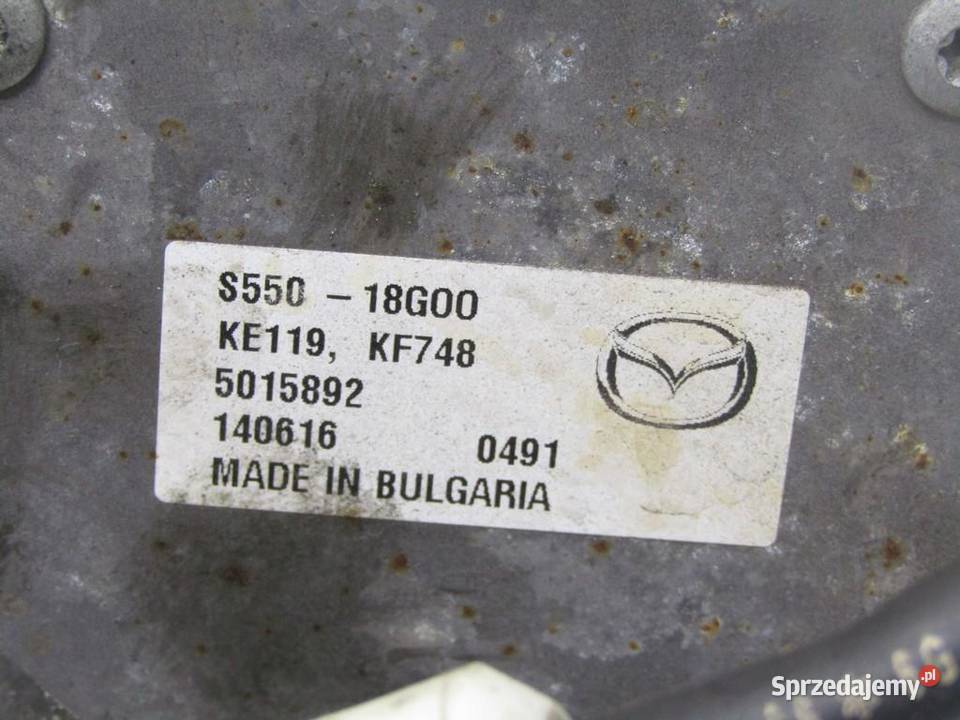 S550 - 18G00
KE119, KF748
5015892
140616 0491
MADE IN BULGARIA
Sprzedajemy.pl